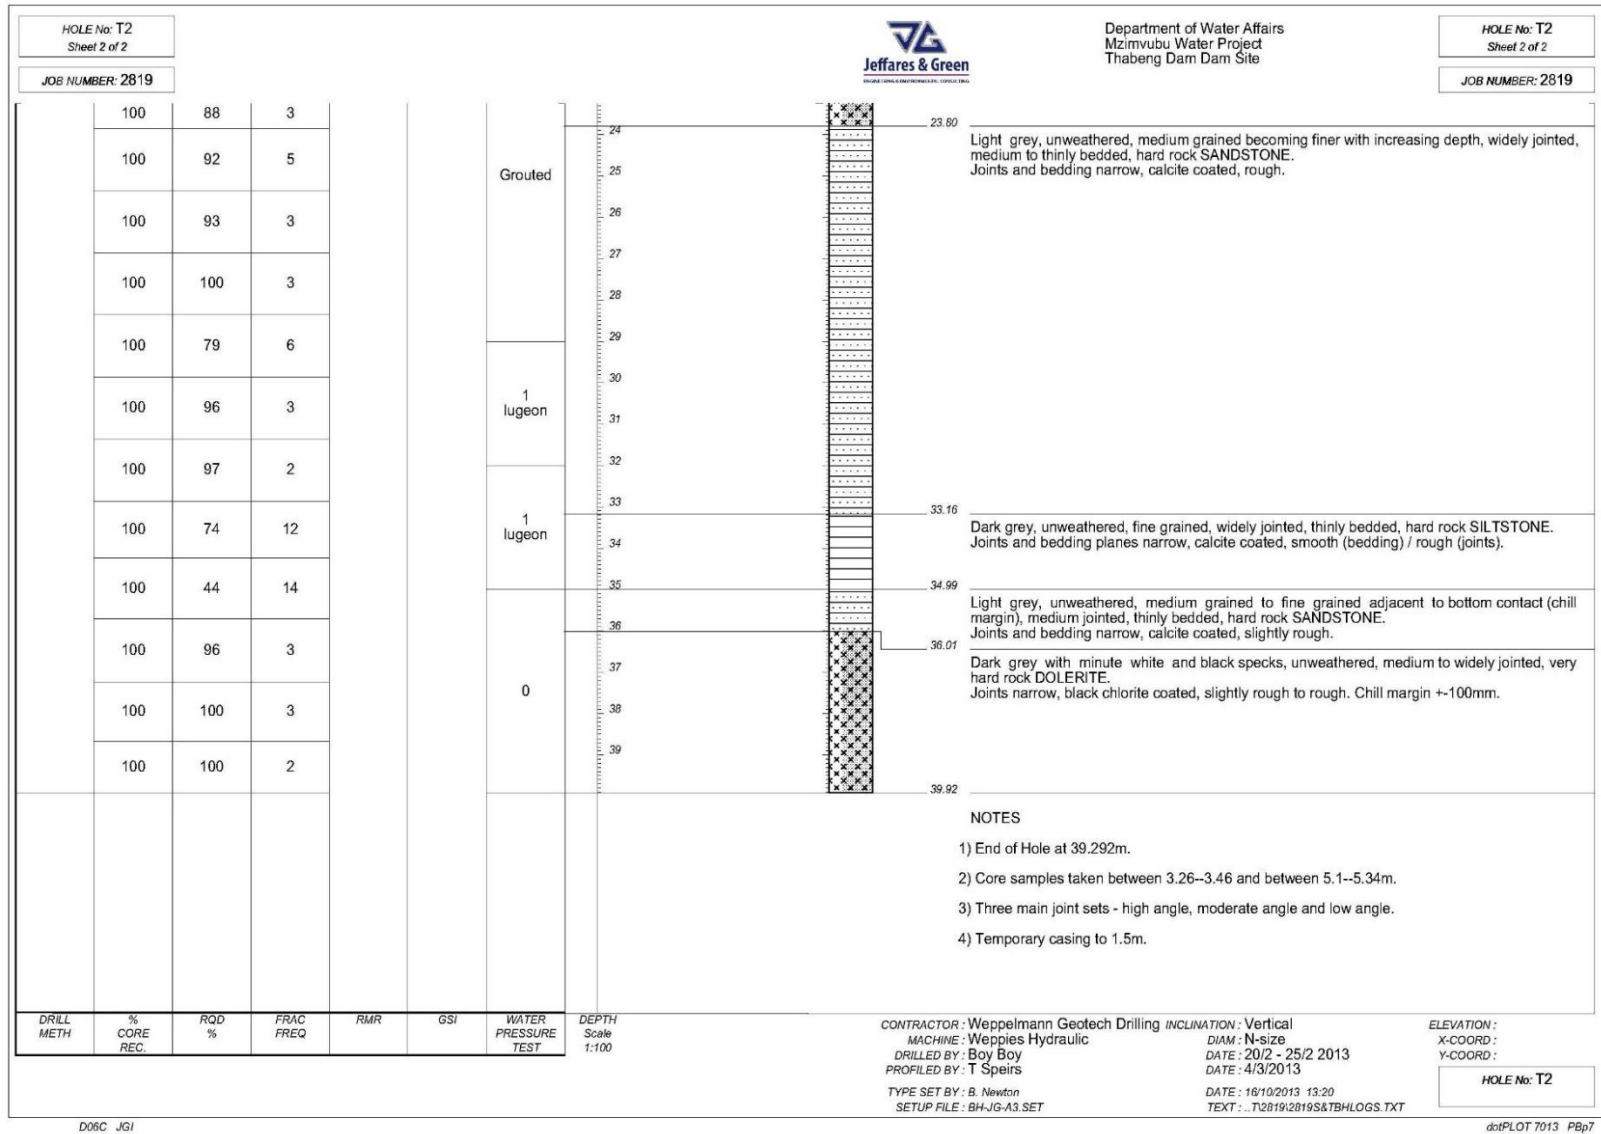 HOLE No: T2
Sheet 2 of 2
JOB NUMBER: 2819
Jeffares & Green
ENGINEERING & ENVIRONMENTAL CONSULTING
Department of Water Affairs
Mzimvubu Water Project
Thabeng Dam Dam Site
HOLE No: T2
Sheet 2 of 2
JOB NUMBER: 2819
100 88 3
100 92 5
100 93 3
100 100 3
100 79 6
100 96 3
100 97 2
100 74 12
100 44 14
100 96 3
100 100 3
100 100 2
Grouted
1
lugeon
1
lugeon
0
24
25
26
27
28
29
30
31
32
33
34
35
36
37
38
39
23.80
Light grey, unweathered, medium grained becoming finer with increasing depth, widely jointed,
medium to thinly bedded, hard rock SANDSTONE.
Joints and bedding narrow, calcite coated, rough.
33.16
Dark grey, unweathered, fine grained, widely jointed, thinly bedded, hard rock SILTSTONE.
Joints and bedding planes narrow, calcite coated, smooth (bedding) / rough (joints).
34.99
Light grey, unweathered, medium grained to fine grained adjacent to bottom contact (chill
margin), medium jointed, thinly bedded, hard rock SANDSTONE.
Joints and bedding narrow, calcite coated, slightly rough.
36.01
Dark grey with minute white and black specks, unweathered, medium to widely jointed, very
hard rock DOLERITE.
Joints narrow, black chlorite coated, slightly rough to rough. Chill margin +-100mm.
39.92
NOTES
1) End of Hole at 39.292m.
2) Core samples taken between 3.26--3.46 and between 5.1--5.34m.
3) Three main joint sets - high angle, moderate angle and low angle.
4) Temporary casing to 1.5m.
DRILL
METH
%
CORE
REC.
RQD
%
FRAC
FREQ
RMR
GSI
WATER
PRESSURE
TEST
DEPTH
Scale
1:100
CONTRACTOR : Weppelmann Geotech Drilling
MACHINE : Weppies Hydraulic
DRILLED BY : Boy Boy
PROFILED BY : T Speirs
TYPE SET BY : B. Newton
SETUP FILE : BH-JG-A3.SET
INCLINATION : Vertical
DIAM : N-size
DATE : 20/2 - 25/2 2013
DATE : 4/3/2013
DATE : 16/10/2013 13:20
TEXT : ..T\2819\2819S&TBHLOGS.TXT
ELEVATION :
X-COORD :
Y-COORD :
HOLE No: T2
D06C JGI
dotPLOT 7013 PBp7